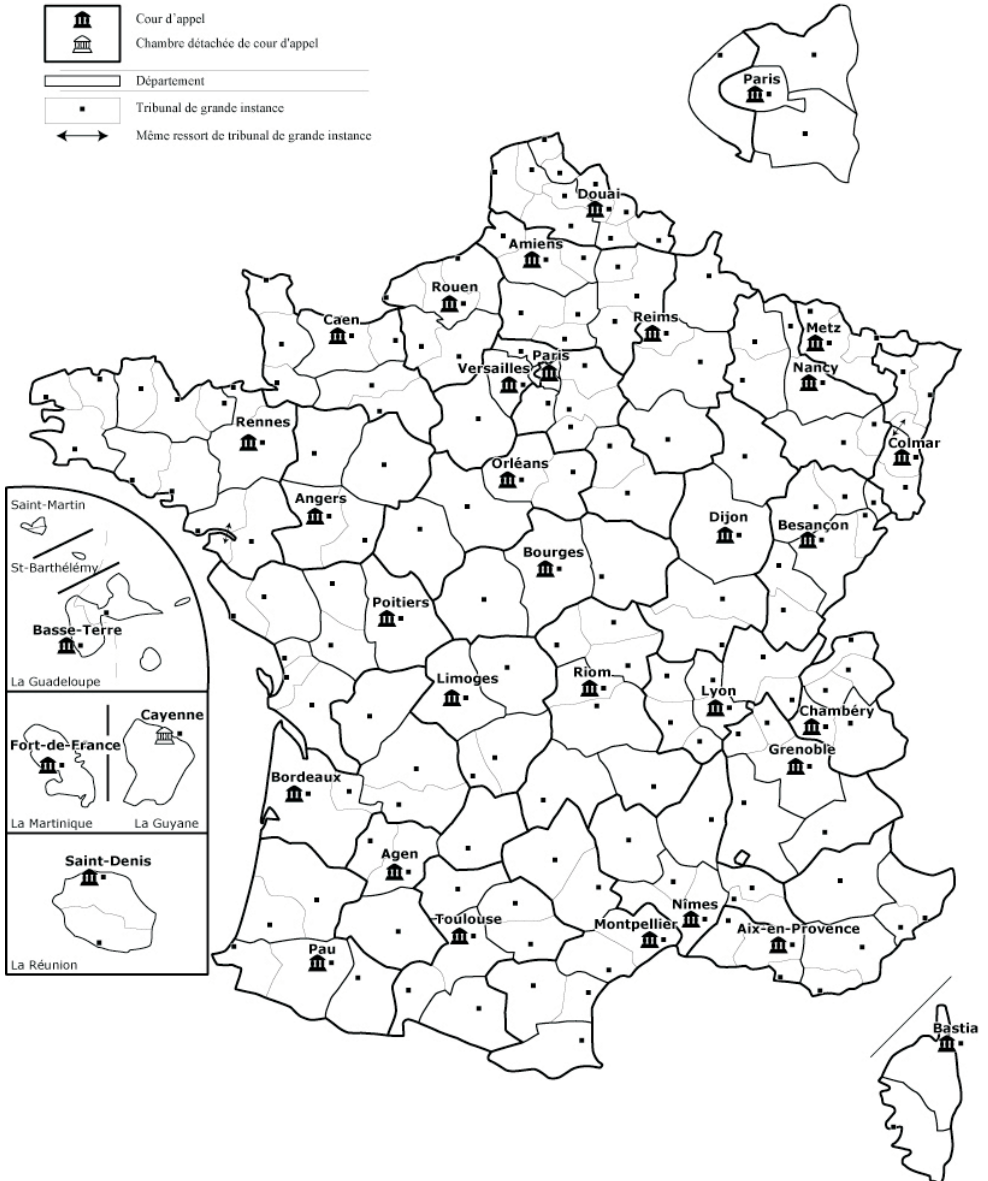 Cour d'appel
Chambre détachée de cour d'appel
Département
Tribunal de grande instance
Même ressort de tribunal de grande instance
Paris
Douai
Amiens
Rouen
Caen
Reims
Metz
Paris
Versailles
Nancy
Rennes
Colmar
Orléans
Angers
Dijon
Besançon
Bourges
Poitiers
Limoges
Riom
Lyon
Chambéry
Grenoble
Bordeaux
Agen
Nîmes
Toulouse
Montpellier
Aix-en-Provence
Pau
Bastia
Saint-Martin
St-Barthélémy
Basse-Terre
La Guadeloupe
Cayenne
Fort-de-France
La Martinique
La Guyane
Saint-Denis
La Réunion